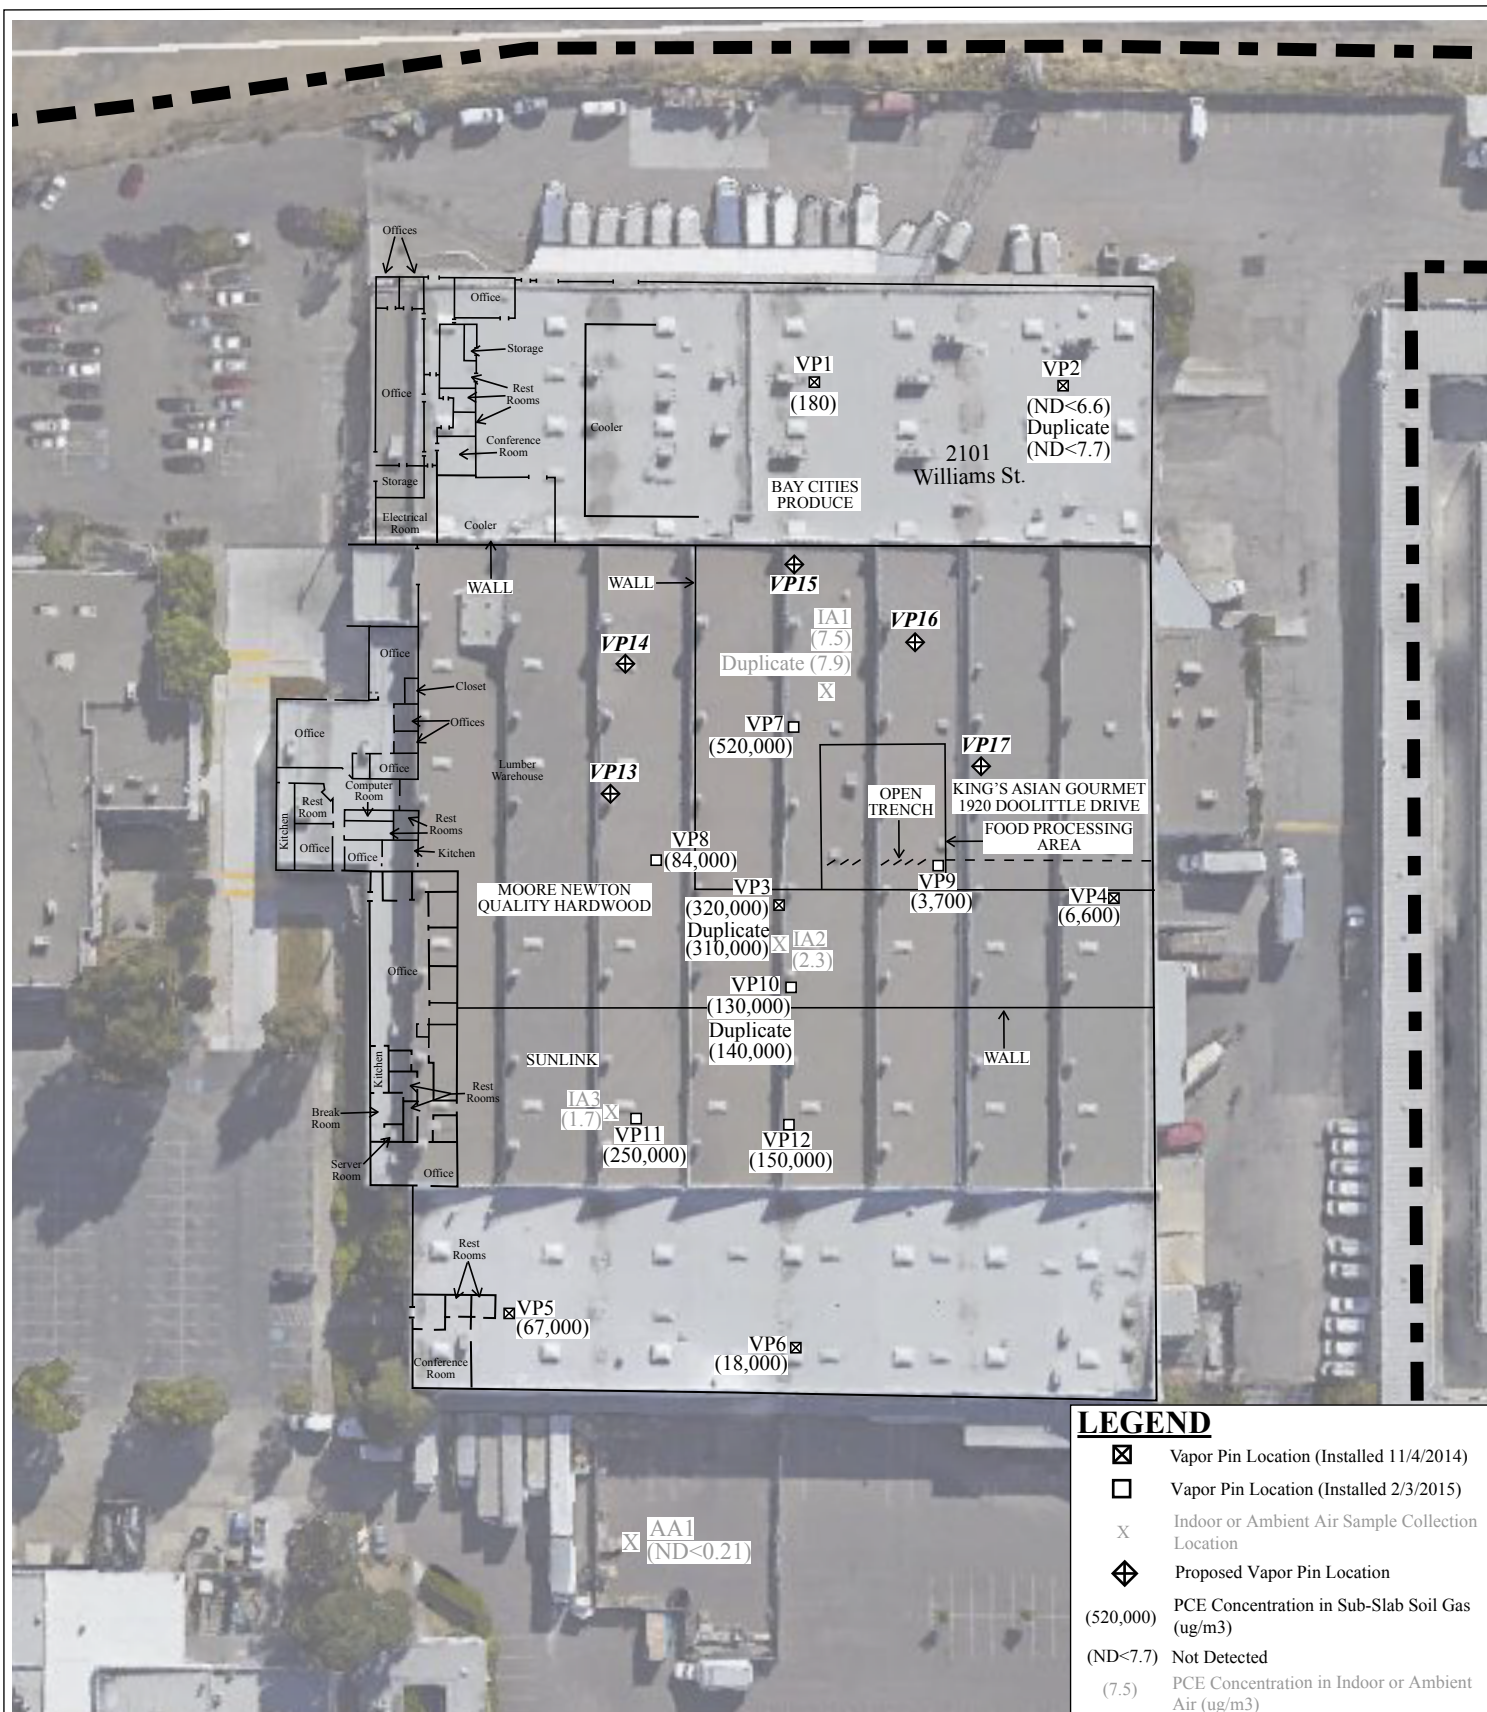 Offices
Office
Storage
Office
Rest
Rooms
Conference
Room
Storage
Electrical
Room
Cooler
Cooler
VP1
(180)
VP2
(ND<6.6)
Duplicate
(ND<7.7)
2101
Williams St.
BAY CITIES
PRODUCE
WALL
WALL
VP15
IA1
(7.5)
Duplicate (7.9)
X
VP16
VP14
Office
Closet
Offices
Office
Office
Computer
Room
Rest
Room
Kitchen
Office
Office
Rest
Rooms
Kitchen
Lumber
Warehouse
VP13
VP7
(520,000)
VP17
KING'S ASIAN GOURMET
1920 DOOLITTLE DRIVE
OPEN
TRENCH
FOOD PROCESSING
AREA
VP8
(84,000)
MOORE NEWTON
QUALITY HARDWOOD
VP3
(320,000)
Duplicate
(310,000)
X
IA2
(2.3)
VP9
(3,700)
VP4
(6,600)
Office
VP10
(130,000)
Duplicate
(140,000)
WALL
SUNLINK
Kitchen
Rest
Rooms
Break
Room
Server
Room
Office
IA3
(1.7)
X
VP11
(250,000)
VP12
(150,000)
Rest
Rooms
VP5
(67,000)
Conference
Room
VP6
(18,000)
X
AA1
(ND<0.21)
LEGEND
Vapor Pin Location (Installed 11/4/2014)
Vapor Pin Location (Installed 2/3/2015)
X Indoor or Ambient Air Sample Collection
Location
Proposed Vapor Pin Location
(520,000) PCE Concentration in Sub-Slab Soil Gas
(ug/m3)
(ND<7.7) Not Detected
(7.5) PCE Concentration in Indoor or Ambient
Air (ug/m3)